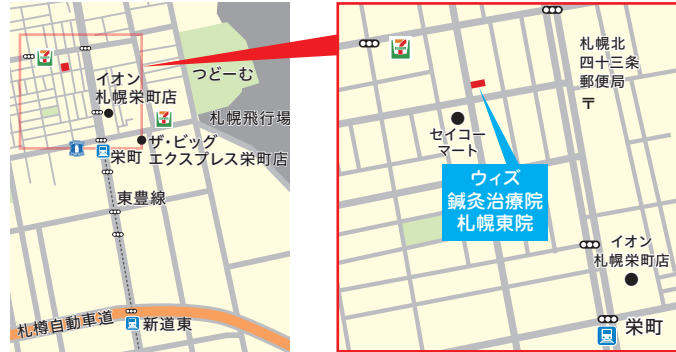 イオン
札幌栄町店
つどーむ
札幌飛行場
ザ・ビッグ
エクスプレス栄町店
栄町
東豊線
札樽自動車道
新道東
札幌北
四十三条
郵便局
〒
セイコー
マート
ウィズ
鍼灸治療院
札幌東院
イオン
札幌栄町店
栄町